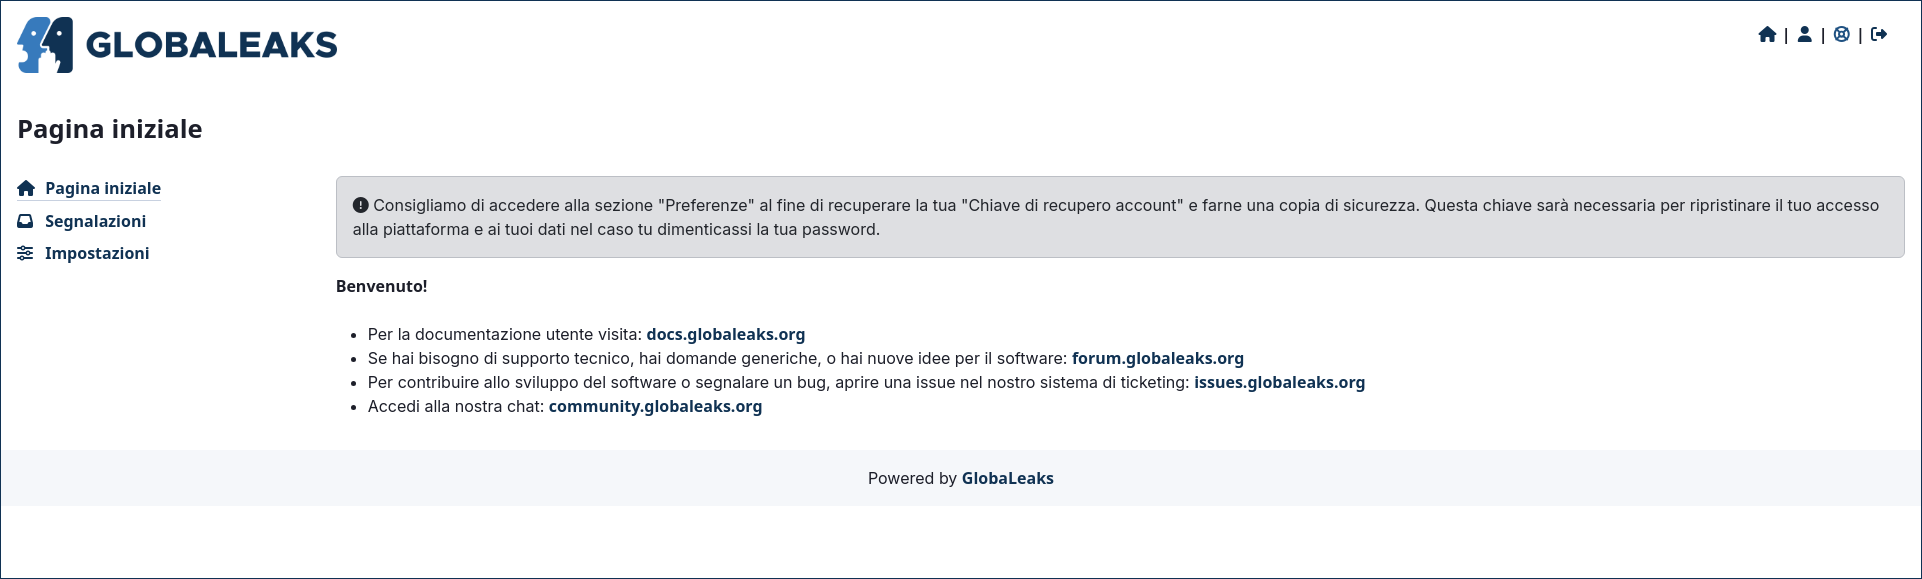 GLOBALEAKS
| | |
Pagina iniziale
Pagina iniziale
Segnalazioni
Impostazioni
Consigliamo di accedere alla sezione "Preferenze" al fine di recuperare la tua "Chiave di recupero account" e farne una copia di sicurezza. Questa chiave sarà necessaria per ripristinare il tuo accesso
alla piattaforma e ai tuoi dati nel caso tu dimenticassi la tua password.
Benvenuto!
• Per la documentazione utente visita: docs.globaleaks.org
• Se hai bisogno di supporto tecnico, hai domande generiche, o hai nuove idee per il software: forum.globaleaks.org
• Per contribuire allo sviluppo del software o segnalare un bug, aprire una issue nel nostro sistema di ticketing: issues.globaleaks.org
• Accedi alla nostra chat: community.globaleaks.org
Powered by GlobaLeaks